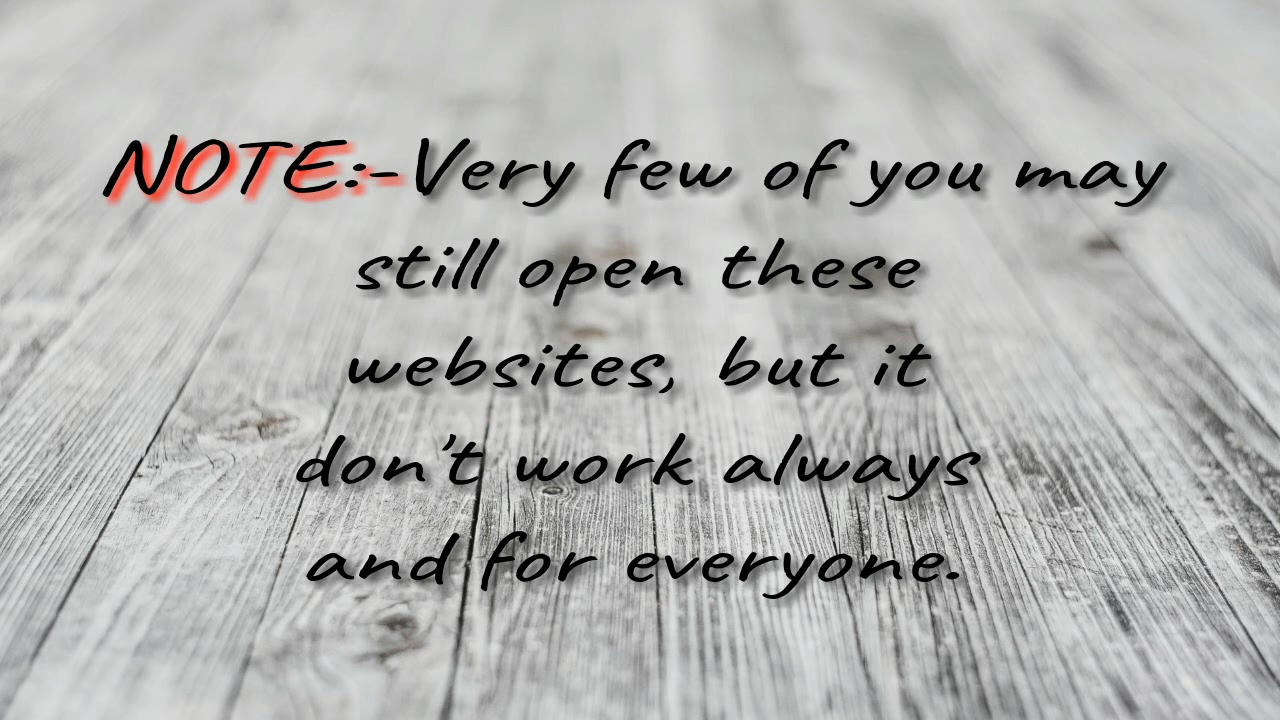 NOTE:-Very few of you may
still open these
websites, but it
don't work always
and for everyone.